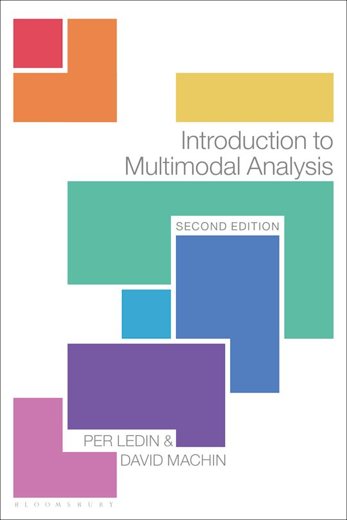 Introduction to
Multimodal Analysis
SECOND EDITION
PER LEDIN &
DAVID MACHIN
BLOOMSBURY